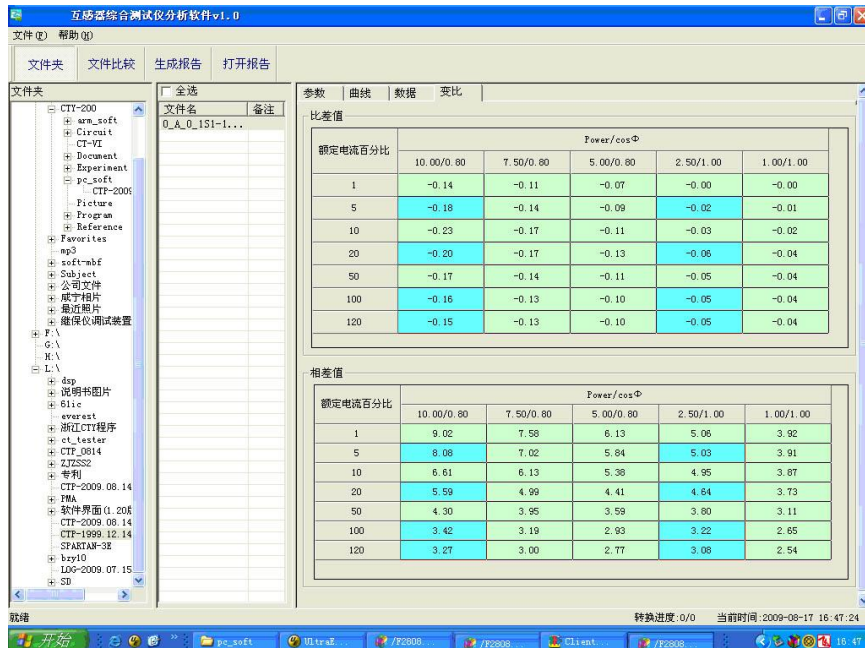 互感器综合测试仪分析软件v1.0
文件(F) 帮助(H)
文件夹 文件比较 生成报告 打开报告
文件夹
CTY-200
arm_soft
Circuit
CT-VI
Document
Experiment
pc_soft
CTP-2009
Picture
Program
Reference
Favorites
mp3
soft-mbf
Subject
公司文件
咸宁相片
最近照片
继保仪调试装置
F:\
G:\
H:\
L:\
dsp
说明书图片
61ic
everest
浙江CTY程序
ct_tester
CTP_0814
ZJZSS2
专利
CTP-2009.08.14
PMA
软件界面(1.20版
CTP-2009.08.14
CTP-1999.12.14
SPARTAN-3E
bzy10
LOG-2009.07.15
SD
全选
文件名 备注
0_A_0_1S1-1...
参数 曲线 数据 变比
比差值
额定电流百分比 Power/cosΦ
10.00/0.80 7.50/0.80 5.00/0.80 2.50/1.00 1.00/1.00
1 -0.14 -0.11 -0.07 -0.00 -0.00
5 -0.18 -0.14 -0.09 -0.02 -0.01
10 -0.23 -0.17 -0.11 -0.03 -0.02
20 -0.20 -0.17 -0.13 -0.06 -0.04
50 -0.17 -0.14 -0.11 -0.05 -0.04
100 -0.16 -0.13 -0.10 -0.05 -0.04
120 -0.15 -0.13 -0.10 -0.05 -0.04
相差值
额定电流百分比 Power/cosΦ
10.00/0.80 7.50/0.80 5.00/0.80 2.50/1.00 1.00/1.00
1 9.02 7.58 6.13 5.06 3.92
5 8.08 7.02 5.84 5.03 3.91
10 6.61 6.13 5.38 4.95 3.87
20 5.59 4.99 4.41 4.64 3.73
50 4.30 3.95 3.59 3.80 3.11
100 3.42 3.19 2.93 3.22 2.65
120 3.27 3.00 2.77 3.08 2.54
就绪 转换进度:0/0 当前时间:2009-08-17 16:47:24
开始 pc_soft UltraE... /F2808... /F2808... Client... /F2808... 16:47